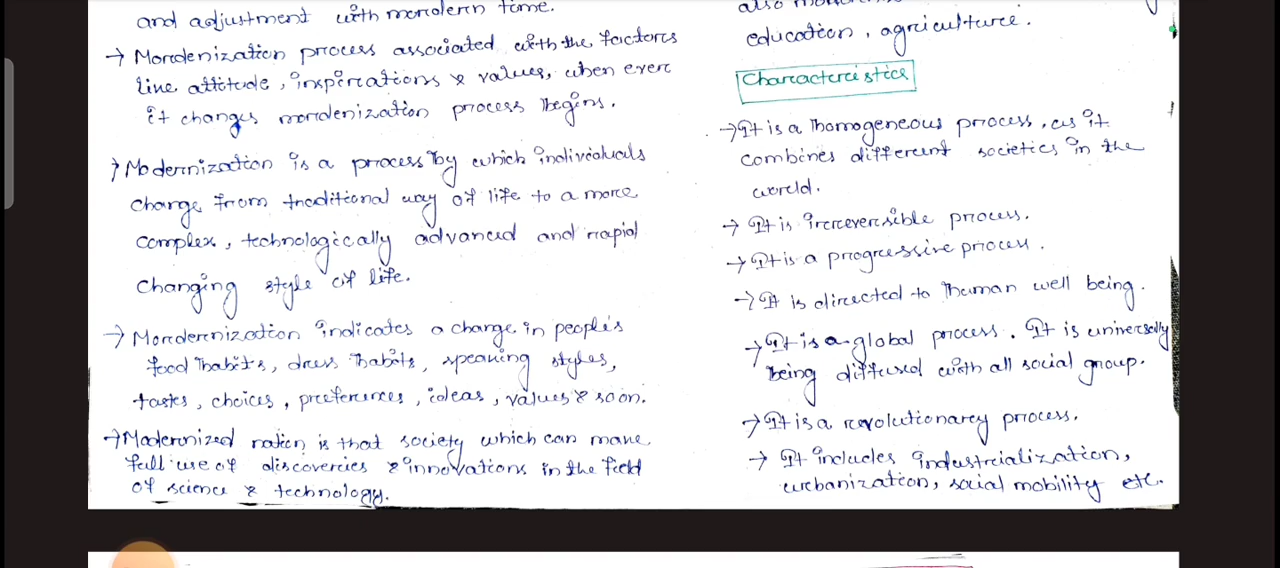 and adjustment with mordern time.
→ Mordenization process associated with the factors
like attitude, inspirations & values, when ever
it changes mordenization process begins.
→ Modernization is a process by which individuals
change from traditional way of life to a more
complex, technologically advanced and rapid
changing style of life.
→ Mordernization indicates a change in people's
food habits, dress habits, speaking styles,
tastes, choices, preferences, ideas, values & soon.
→ Modernized nation is that society which can make
full use of discoveries & innovations in the field
of science & technology.
also
education, agriculture.
Characteristics
→ It is a homogeneous process, as it
combines different societies in the
world.
→ It is irreversible process.
→ It is a progressive process.
→ It is directed to human well being.
→ It is a global process. It is universally
being diffused with all social group.
→ It is a revolutionary process.
→ It includes industrialization,
urbanization, social mobility etc.